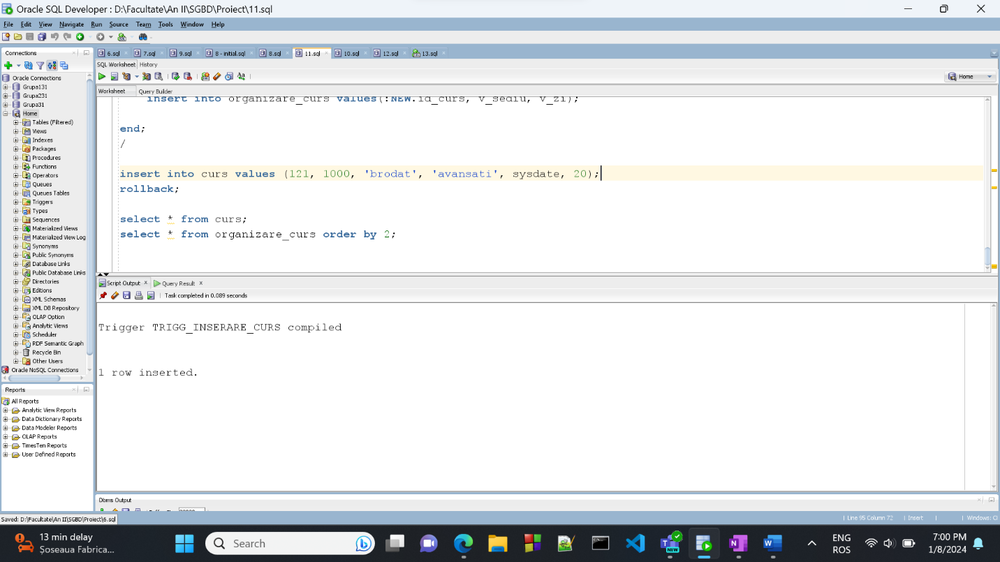 Oracle SQL Developer : D:\Facultate\An II\SGBD\Proiect\11.sql
File Edit View Navigate Run Source Team Tools Window Help
Connections
Oracle Connections
Grupa131
Grupa231
Grupa31
Home
Tables (Filtered)
Views
Indexes
Packages
Procedures
Functions
Operators
Queues
Queues Tables
Triggers
Types
Sequences
Materialized Views
Materialized View Log
Synonyms
Public Synonyms
Database Links
Public Database Links
Directories
Editions
XML Schemas
XML DB Repository
OLAP Option
Analytic Views
Scheduler
RDF Semantic Graph
Recycle Bin
Other Users
Oracle NoSQL Connections
Reports
All Reports
Analytic View Reports
Data Dictionary Reports
Data Modeler Reports
OLAP Reports
TimesTen Reports
User Defined Reports
6.sql 7.sql 9.sql 8 - initial.sql 8.sql 11.sql 10.sql 12.sql 13.sql
SQL Worksheet History
Home
Worksheet Query Builder
insert into organizare_curs values(:NEW.id_curs, v_sediu, v_zi);
end;
/
insert into curs values (121, 1000, 'brodat', 'avansati', sysdate, 20);
rollback;
select * from curs;
select * from organizare_curs order by 2;
Script Output Query Result
Task completed in 0.089 seconds
Trigger TRIGG_INSERARE_CURS compiled
1 row inserted.
Dbms Output
Saved: D:\Facultate\An II\SGBD\Proiect\6.sql
Line 95 Column 72 Insert Windows: Cl
13 min delay
Șoseaua Fabrica...
Search
NEW
ENG
ROS
7:00 PM
1/8/2024